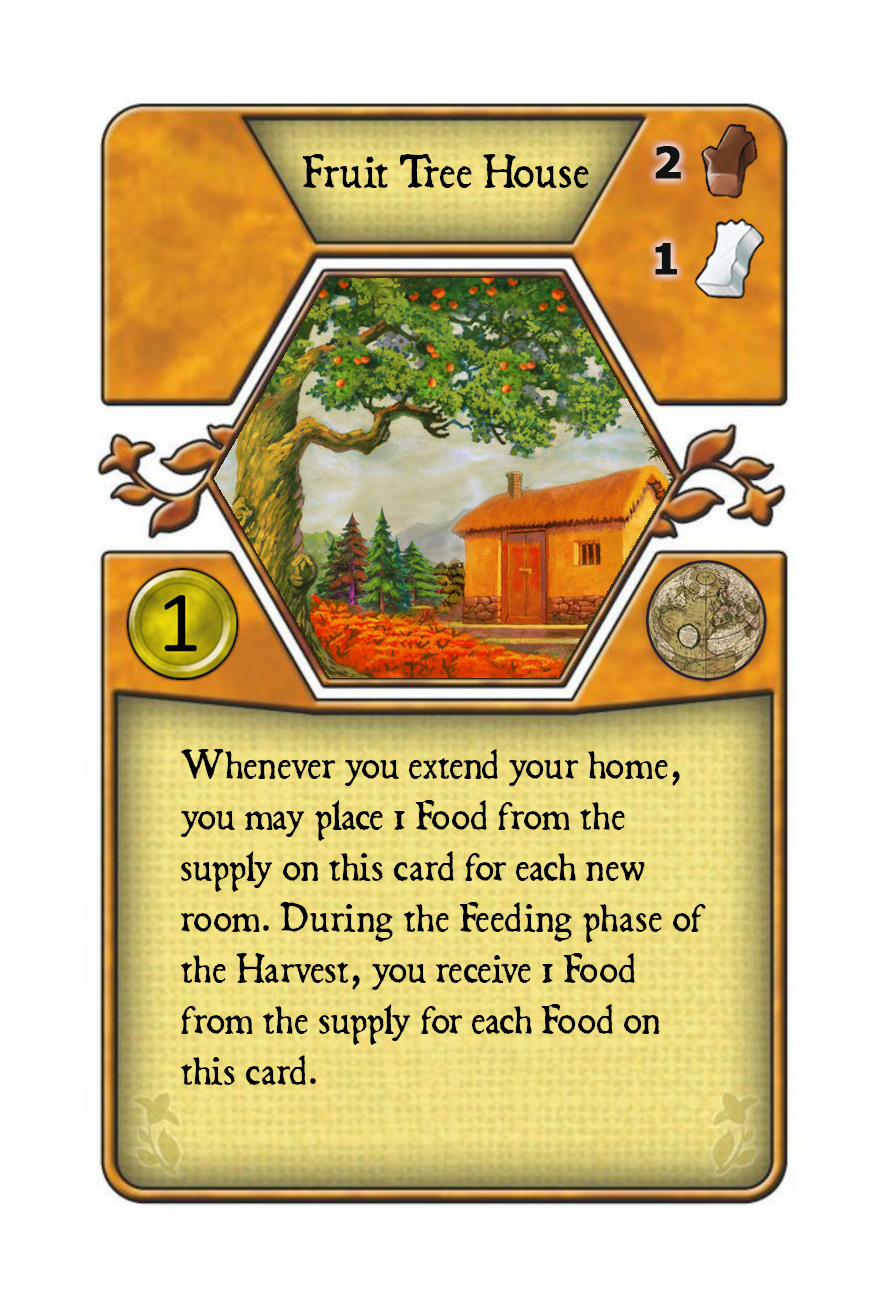 Fruit Tree House
2
1
1
Whenever you extend your home,
you may place 1 Food from the
supply on this card for each new
room. During the Feeding phase of
the Harvest, you receive 1 Food
from the supply for each Food on
this card.